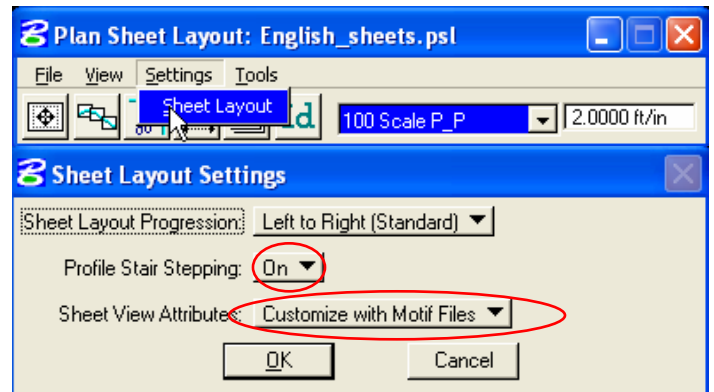 Plan Sheet Layout: English_sheets.psl
File View Settings Tools
Sheet Layout
100 Scale P_P 2.0000 ft/in
Sheet Layout Settings
Sheet Layout Progression: Left to Right (Standard)
Profile Stair Stepping: On
Sheet View Attributes: Customize with Motif Files
OK Cancel